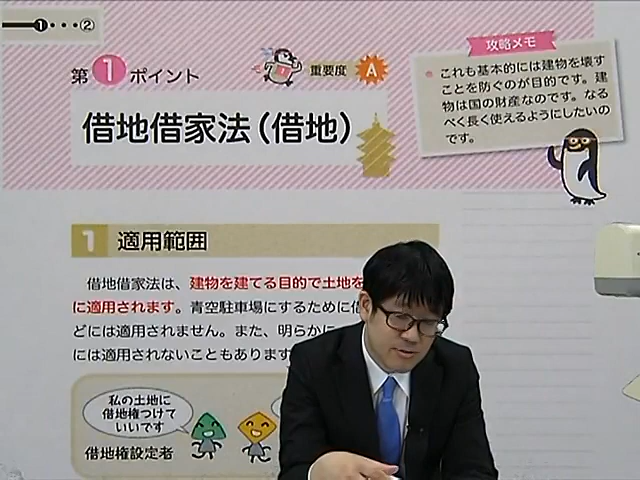 ①・・・②
第1ポイント
重要度 A
借地借家法(借地)
攻略メモ
これも基本的には建物を壊す
ことを防ぐのが目的です。建
物は国の財産なのです。なる
べく長く使えるようにしたいの
です。
1 適用範囲
借地借家法は、建物を建てる目的で土地を
に適用されます。青空駐車場にするために借
どには適用されません。また、明らかに
には適用されないこともあります
私の土地に
借地権つけて
いいです
借地権設定者